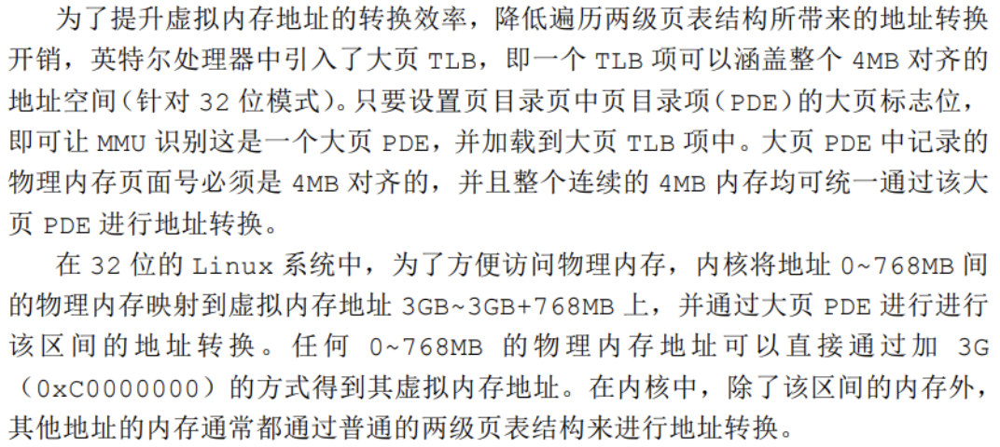 为了提升虚拟内存地址的转换效率，降低遍历两级页表结构所带来的地址转换
开销，英特尔处理器中引入了大页 TLB，即一个 TLB 项可以涵盖整个 4MB 对齐的
地址空间（针对 32 位模式）。只要设置页目录页中页目录项（PDE）的大页标志位，
即可让 MMU 识别这是一个大页 PDE，并加载到大页 TLB 项中。大页 PDE 中记录的
物理内存页面号必须是 4MB 对齐的，并且整个连续的 4MB 内存均可统一通过该大
页 PDE 进行地址转换。
在 32 位的 Linux 系统中，为了方便访问物理内存，内核将地址 0~768MB 间
的物理内存映射到虚拟内存地址 3GB~3GB+768MB 上，并通过大页 PDE 进行进行
该区间的地址转换。任何 0~768MB 的物理内存地址可以直接通过加 3G
（0xC0000000）的方式得到其虚拟内存地址。在内核中，除了该区间的内存外，
其他地址的内存通常都通过普通的两级页表结构来进行地址转换。